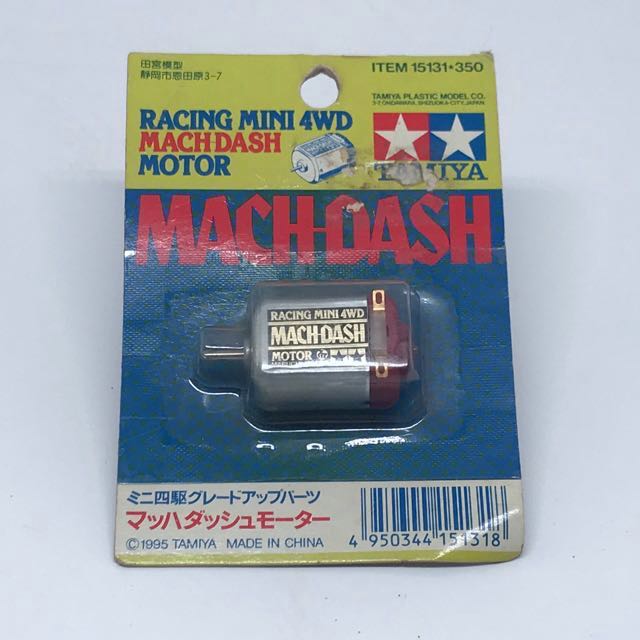 田宮模型
静岡市恩田原3-7
ITEM 15131★350
TAMIYA PLASTIC MODEL CO.
3-7, ONDAWARA, SHIZUOKA-CITY, JAPAN
RACING MINI 4WD
MACH-DASH
MOTOR
TAMIYA
MACH-DASH
RACING MINI 4WD
MACH-DASH
MOTOR
ミニ四駆グレードアップパーツ
マッハダッシュモーター
©1995 TAMIYA MADE IN CHINA
4 950344 151318